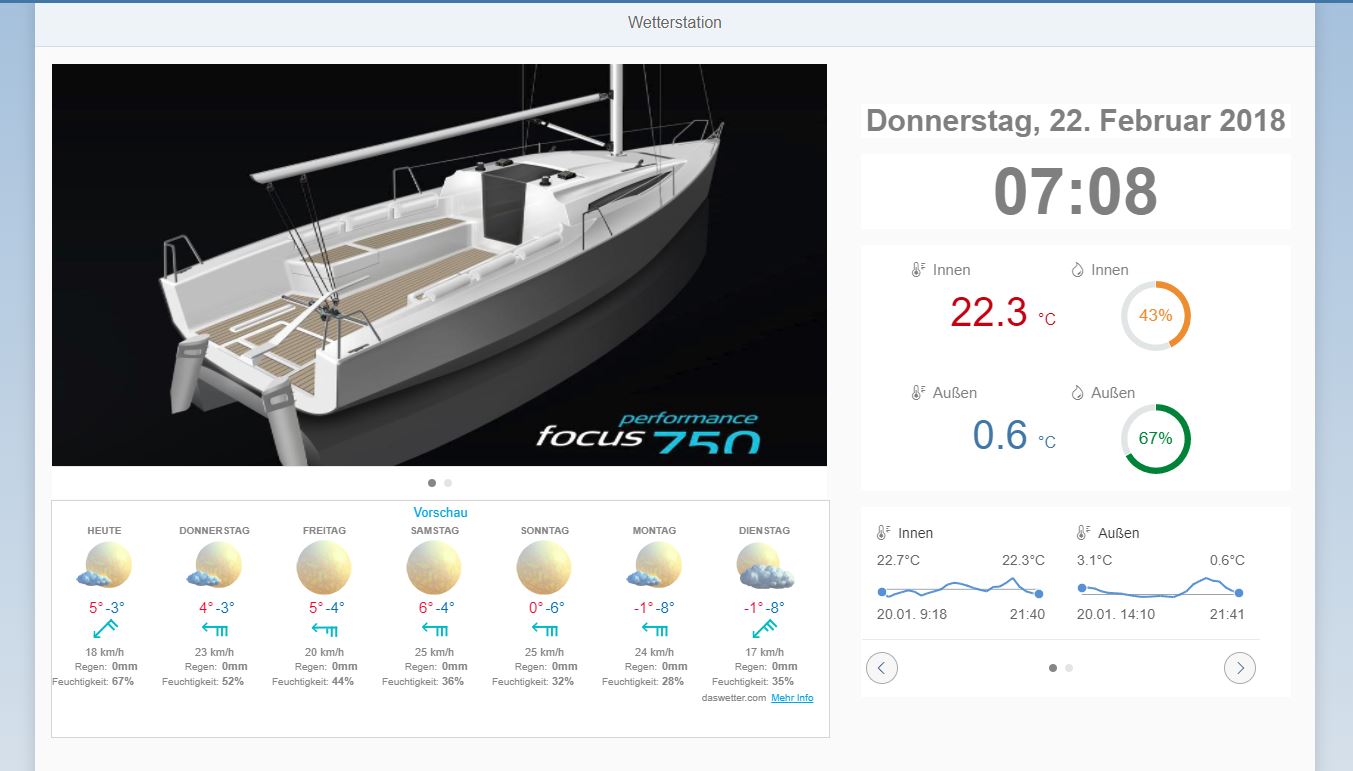 Wetterstation
performance
focus 750
Donnerstag, 22. Februar 2018
07:08
Innen Innen
22.3 °C 43%
Außen Außen
0.6 °C 67%
Vorschau
HEUTE DONNERSTAG FREITAG SAMSTAG SONNTAG MONTAG DIENSTAG
5° -3° 4° -3° 5° -4° 6° -4° 0° -6° -1° -8° -1° -8°
18 km/h 23 km/h 20 km/h 25 km/h 25 km/h 24 km/h 17 km/h
Regen: 0mm Regen: 0mm Regen: 0mm Regen: 0mm Regen: 0mm Regen: 0mm Regen: 0mm
Feuchtigkeit: 67% Feuchtigkeit: 52% Feuchtigkeit: 44% Feuchtigkeit: 36% Feuchtigkeit: 32% Feuchtigkeit: 28% Feuchtigkeit: 35%
daswetter.com Mehr Info
Innen Außen
22.7°C 22.3°C 3.1°C 0.6°C
20.01. 9:18 21:40 20.01. 14:10 21:41